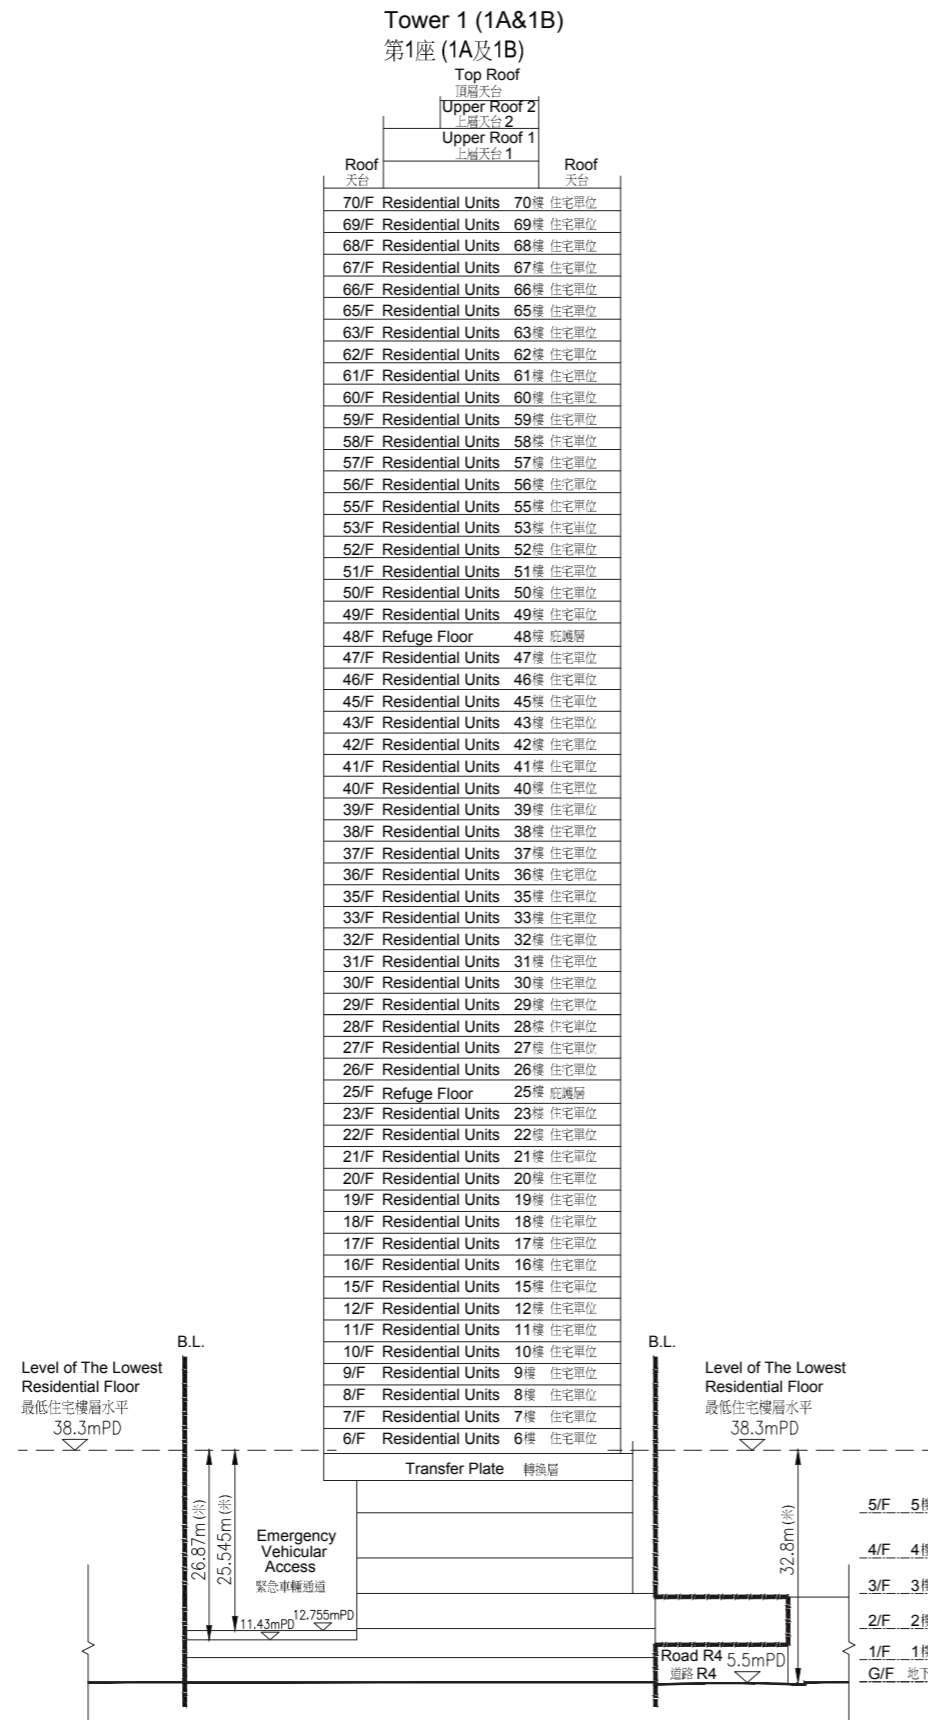 Tower 1 (1A&1B)
第1座 (1A及1B)
Top Roof
頂層天台
Upper Roof 2
上層天台 2
Upper Roof 1
上層天台 1
Roof
天台
Roof
天台
70/F Residential Units 70樓 住宅單位
69/F Residential Units 69樓 住宅單位
68/F Residential Units 68樓 住宅單位
67/F Residential Units 67樓 住宅單位
66/F Residential Units 66樓 住宅單位
65/F Residential Units 65樓 住宅單位
63/F Residential Units 63樓 住宅單位
62/F Residential Units 62樓 住宅單位
61/F Residential Units 61樓 住宅單位
60/F Residential Units 60樓 住宅單位
59/F Residential Units 59樓 住宅單位
58/F Residential Units 58樓 住宅單位
57/F Residential Units 57樓 住宅單位
56/F Residential Units 56樓 住宅單位
55/F Residential Units 55樓 住宅單位
53/F Residential Units 53樓 住宅單位
52/F Residential Units 52樓 住宅單位
51/F Residential Units 51樓 住宅單位
50/F Residential Units 50樓 住宅單位
49/F Residential Units 49樓 住宅單位
48/F Refuge Floor 48樓 庇護層
47/F Residential Units 47樓 住宅單位
46/F Residential Units 46樓 住宅單位
45/F Residential Units 45樓 住宅單位
43/F Residential Units 43樓 住宅單位
42/F Residential Units 42樓 住宅單位
41/F Residential Units 41樓 住宅單位
40/F Residential Units 40樓 住宅單位
39/F Residential Units 39樓 住宅單位
38/F Residential Units 38樓 住宅單位
37/F Residential Units 37樓 住宅單位
36/F Residential Units 36樓 住宅單位
35/F Residential Units 35樓 住宅單位
33/F Residential Units 33樓 住宅單位
32/F Residential Units 32樓 住宅單位
31/F Residential Units 31樓 住宅單位
30/F Residential Units 30樓 住宅單位
29/F Residential Units 29樓 住宅單位
28/F Residential Units 28樓 住宅單位
27/F Residential Units 27樓 住宅單位
26/F Residential Units 26樓 住宅單位
25/F Refuge Floor 25樓 庇護層
23/F Residential Units 23樓 住宅單位
22/F Residential Units 22樓 住宅單位
21/F Residential Units 21樓 住宅單位
20/F Residential Units 20樓 住宅單位
19/F Residential Units 19樓 住宅單位
18/F Residential Units 18樓 住宅單位
17/F Residential Units 17樓 住宅單位
16/F Residential Units 16樓 住宅單位
15/F Residential Units 15樓 住宅單位
12/F Residential Units 12樓 住宅單位
11/F Residential Units 11樓 住宅單位
10/F Residential Units 10樓 住宅單位
9/F Residential Units 9樓 住宅單位
8/F Residential Units 8樓 住宅單位
7/F Residential Units 7樓 住宅單位
6/F Residential Units 6樓 住宅單位
Transfer Plate 轉換層
B.L.
B.L.
Level of The Lowest
Residential Floor
最低住宅樓層水平
38.3mPD
Level of The Lowest
Residential Floor
最低住宅樓層水平
38.3mPD
26.87m (米)
25.545m (米)
Emergency
Vehicular
Access
緊急車輛通道
11.43mPD
12.755mPD
32.8m (米)
Road R4
道路 R4
5.5mPD
5/F 5樓
4/F 4樓
3/F 3樓
2/F 2樓
1/F 1樓
G/F 地下